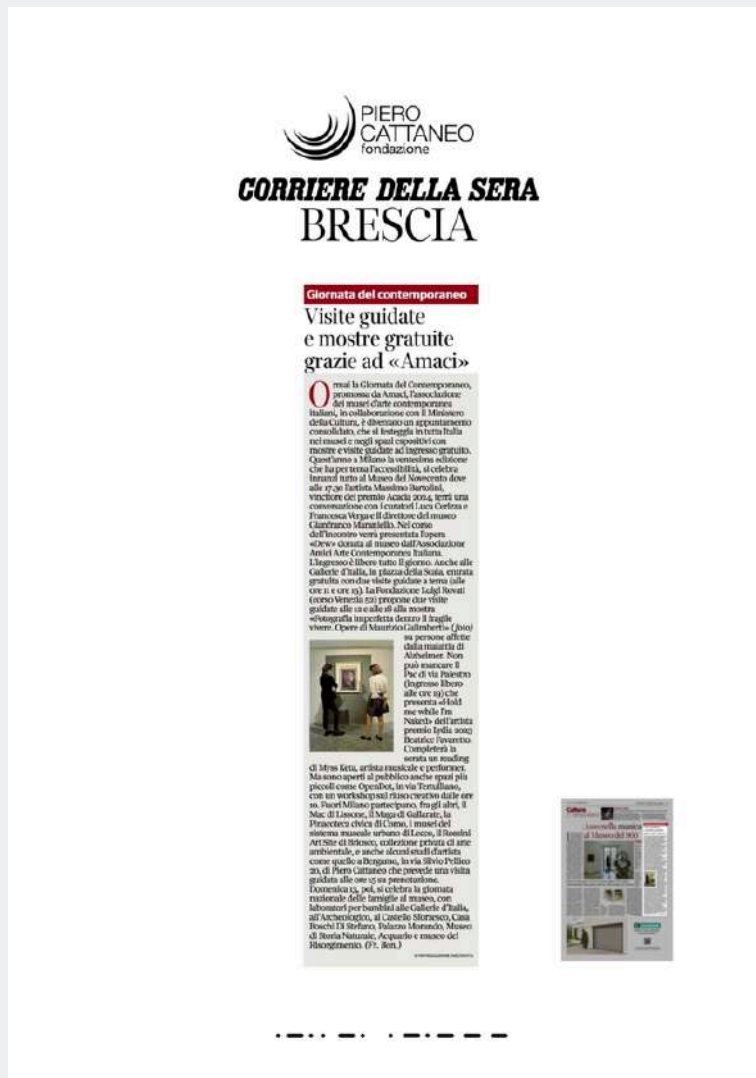 PIERO
CATTANEO
fondazione
CORRIERE DELLA SERA
BRESCIA
Giornata del contemporaneo
Visite guidate
e mostre gratuite
grazie ad «Amaci»
Ormai la Giornata del Contemporaneo,
promossa da Amaci, l'associazione
dei musei d'arte contemporanea
italiani, in collaborazione con il Ministero
della Cultura, è diventato un appuntamento
consolidato, che si festeggia in tutta Italia
nei musei e negli spazi espositivi con
mostre e visite guidate ad ingresso gratuito.
Quest'anno a Milano la ventesima edizione
che ha per tema l'accessibilità, si celebra
innanzi tutto al Museo del Novecento dove
alle 17.30 l'artista Massimo Bartolini,
vincitore del premio Acacia 2024, terrà una
conversazione con i curatori Luca Cerizza e
Francesca Verga e il direttore del museo
Gianfranco Maraniello. Nel corso
dell'incontro verrà presentata l'opera
«Dew» donata al museo dall'Associazione
Amici Arte Contemporanea Italiana.
L'ingresso è libero tutto il giorno. Anche alle
Gallerie d'Italia, in piazza della Scala, entrata
gratuita con due visite guidate a tema (alle
ore 11 e ore 15). La Fondazione Luigi Rovati
(corso Venezia 52) propone due visite
guidate alle 12 e alle 18 alla mostra
«Fotografia imperfetta dentro il fragile
vivere. Opere di Maurizio Galimberti» (foto)
su persone affette
dalla malattia di
Alzheimer. Non
può mancare il
Pac di via Palestro
(ingresso libero
alle ore 19) che
presenta «Hold
me while I'm
Naked» dell'artista
premio Lydia 2023
Beatrice Favaretto.
Completerà la
serata un reading
di Myss Keta, artista musicale e performer.
Ma sono aperti al pubblico anche spazi più
piccoli come OpenDot, in via Tertulliano,
con un workshop sul riuso creativo dalle ore
10. Fuori Milano partecipano, fra gli altri, il
Mac di Lissone, il Maga di Gallarate, la
Pinacoteca civica di Como, i musei del
sistema museale urbano di Lecco, il Rossini
Art Site di Briosco, collezione privata di arte
ambientale, e anche alcuni studi d'artista
come quello a Bergamo, in via Silvio Pellico
20, di Piero Cattaneo che prevede una visita
guidata alle ore 15 su prenotazione.
Domenica 13, poi, si celebra la giornata
nazionale delle famiglie al museo, con
laboratori per bambini alle Gallerie d'Italia,
all'Archeologico, al Castello Sforzesco, Casa
Boschi Di Stefano, Palazzo Morando, Museo
di Storia Naturale, Acquario e museo del
Risorgimento. (Fr. Bon.)
© RIPRODUZIONE RISERVATA
Cultura
al Museo del '900